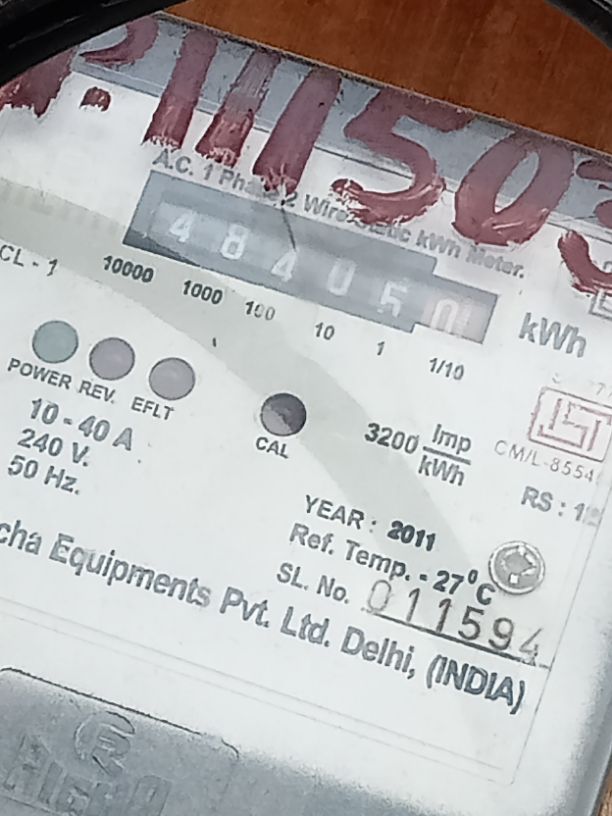 P.111503
A.C. 1 Phase 2 Wire Static kWh Meter.
4 8 4 0 5 0
kWh
CL - 1 10000 1000 100 10 1 1/10
POWER REV. EFLT
CAL
3200 Imp/kWh
10 - 40 A
240 V.
50 Hz.
CM/L-8554
RS : 1
YEAR : 2011
Ref. Temp. - 27°C
SL. No. 011594
cha Equipments Pvt. Ltd. Delhi, (INDIA)
R